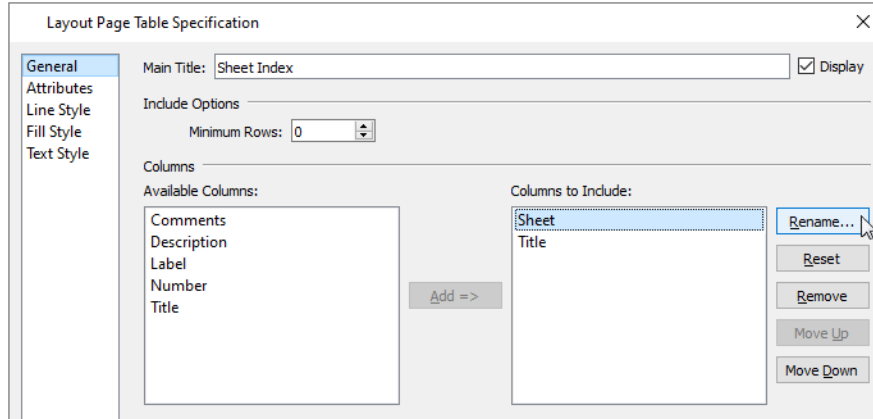 Layout Page Table Specification
General
Attributes
Line Style
Fill Style
Text Style
Main Title: Sheet Index Display
Include Options
Minimum Rows: 0
Columns
Available Columns:
Comments
Description
Label
Number
Title
Add =>
Columns to Include:
Sheet
Title
Rename...
Reset
Remove
Move Up
Move Down